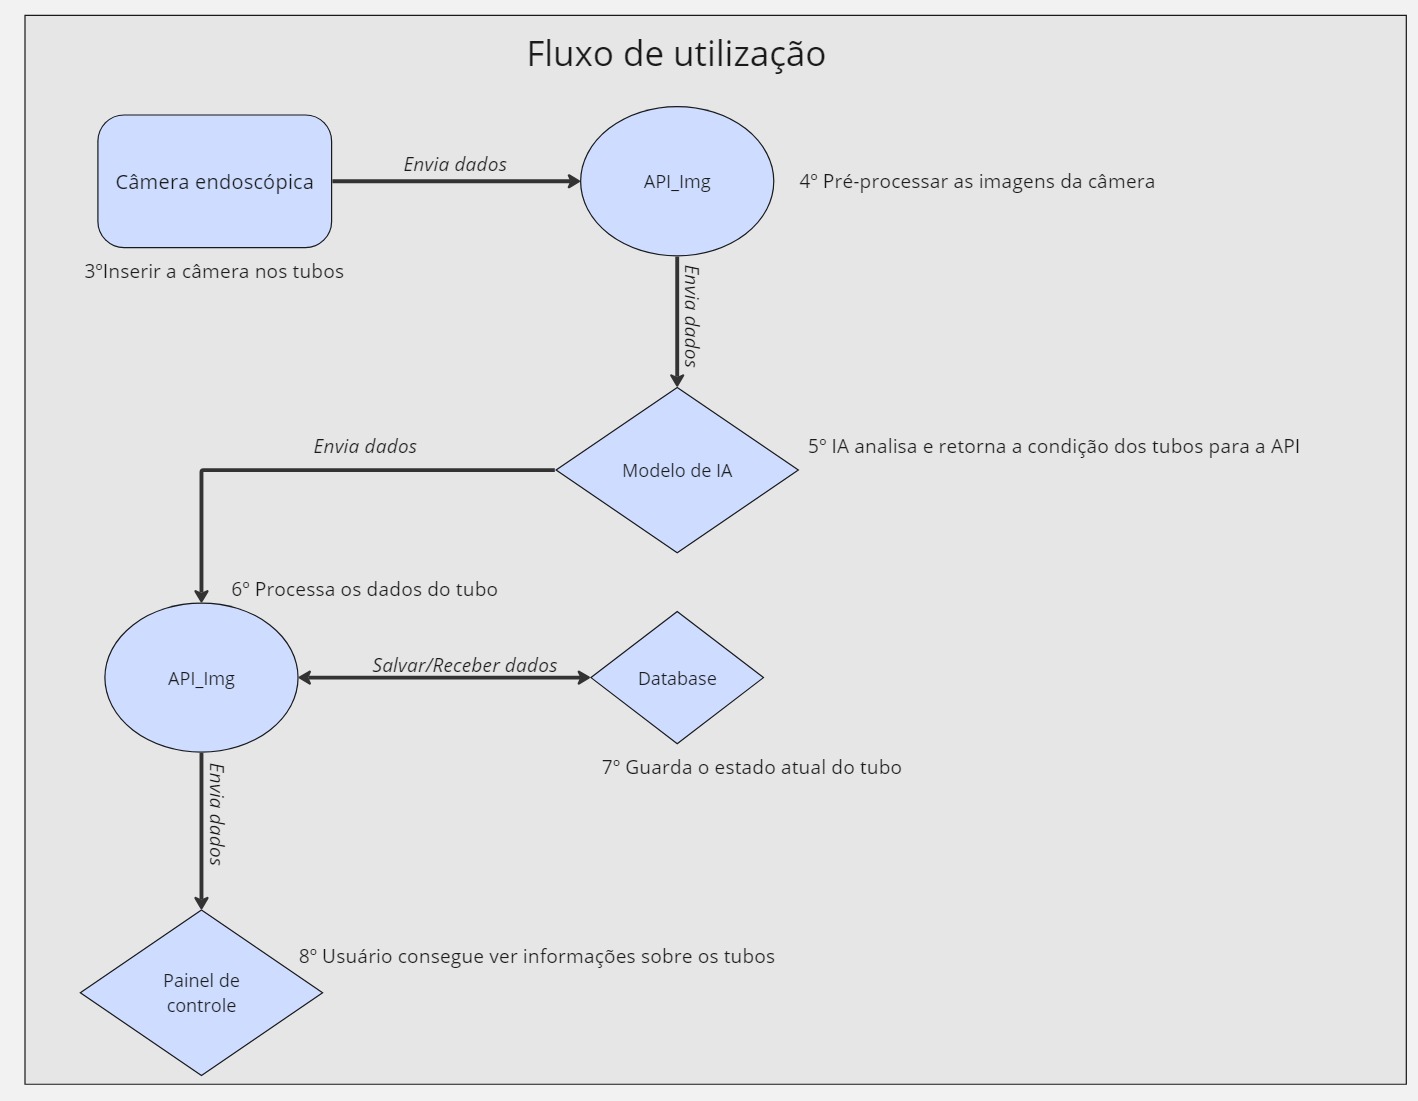 Fluxo de utilização
Câmera endoscópica
Envia dados
API_Img
4º Pré-processar as imagens da câmera
3ºInserir a câmera nos tubos
Envia dados
Envia dados
Modelo de IA
5º IA analisa e retorna a condição dos tubos para a API
6º Processa os dados do tubo
API_Img
Salvar/Receber dados
Database
7º Guarda o estado atual do tubo
Envia dados
8º Usuário consegue ver informações sobre os tubos
Painel de
controle